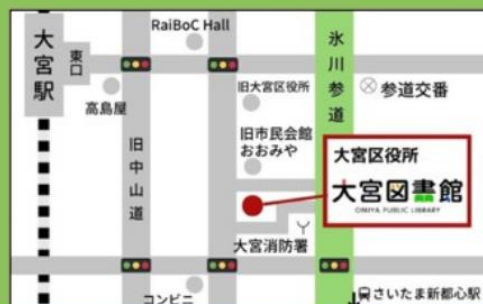 RaiBoC Hall
大宮駅
東口
高島屋
旧中山道
旧大宮区役所
旧市民会館
おおみや
氷川参道
参道交番
大宮区役所
大宮図書館
OMIYA PUBLIC LIBRARY
大宮消防署
コンビニ
さいたま新都心駅